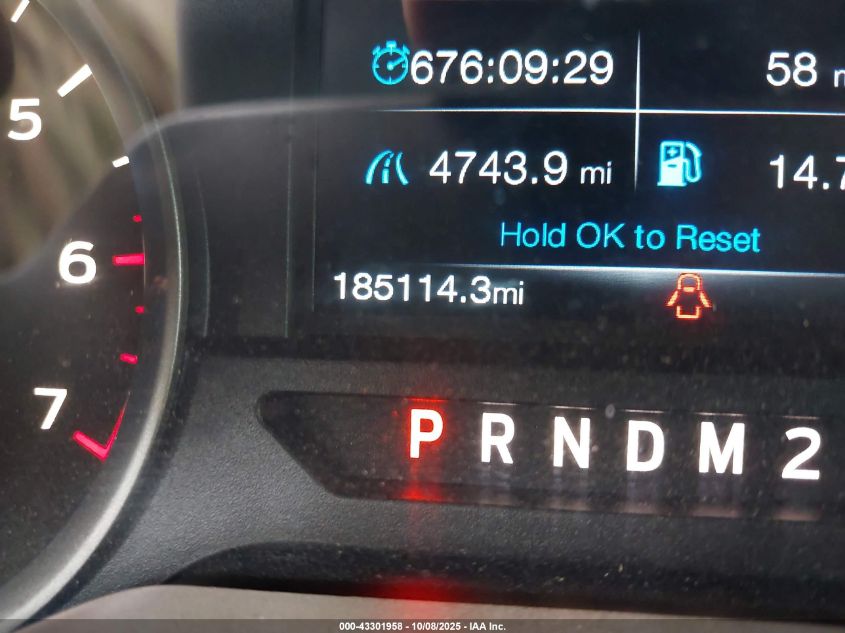 5
676:09:29
58
4743.9 mi
14.7
Hold OK to Reset
6
185114.3mi
7
P R N D M 2
000-43301958 - 10/08/2025 - IAA Inc.